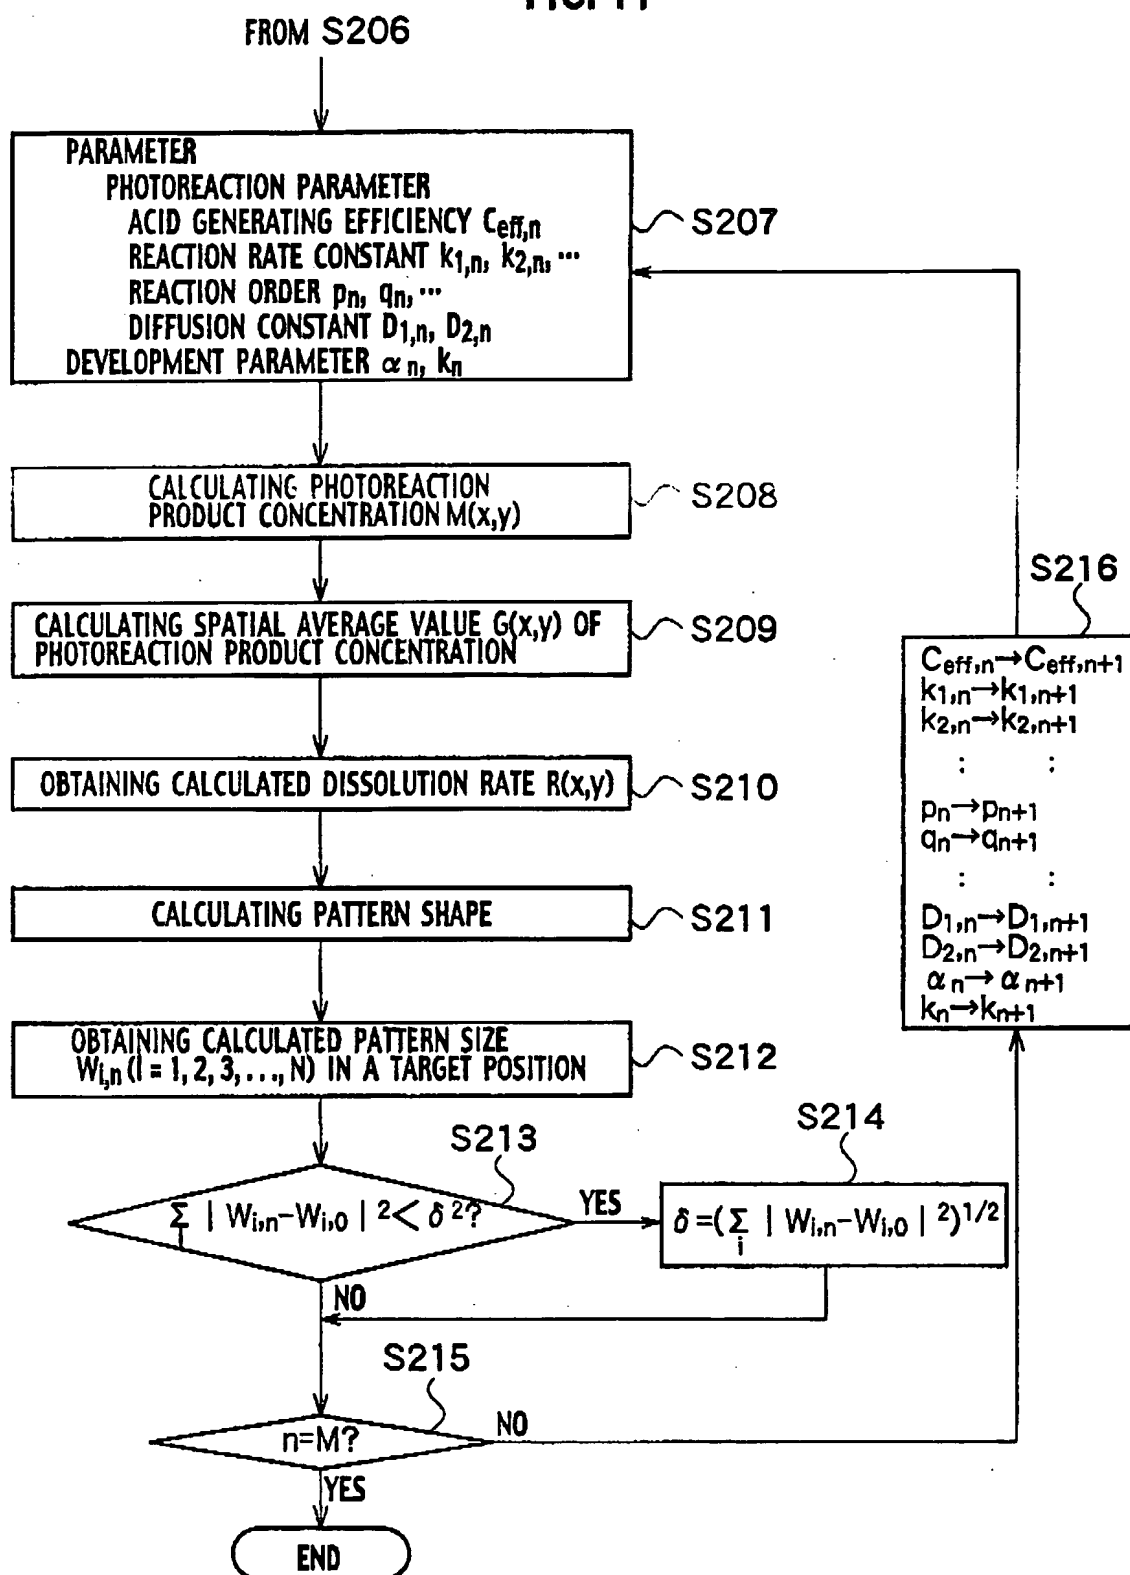 FROM S206
PARAMETER
PHOTOREACTION PARAMETER
ACID GENERATING EFFICIENCY Ceff,n
REACTION RATE CONSTANT k1,n, k2,n, ···
REACTION ORDER pn, qn, ···
DIFFUSION CONSTANT D1,n, D2,n
DEVELOPMENT PARAMETER αn, kn
S207
CALCULATING PHOTOREACTION
PRODUCT CONCENTRATION M(x,y)
S208
CALCULATING SPATIAL AVERAGE VALUE G(x,y) OF
PHOTOREACTION PRODUCT CONCENTRATION
S209
OBTAINING CALCULATED DISSOLUTION RATE R(x,y)
S210
CALCULATING PATTERN SHAPE
S211
OBTAINING CALCULATED PATTERN SIZE
Wi,n (i = 1, 2, 3, . . . , N) IN A TARGET POSITION
S212
S213
Σi | Wi,n-Wi,0 | 2 < δ 2?
YES
NO
S214
δ =(Σi | Wi,n-Wi,0 | 2)1/2
S215
n=M?
NO
YES
END
S216
Ceff,n→Ceff,n+1
k1,n→k1,n+1
k2,n→k2,n+1
: :
pn→pn+1
qn→qn+1
: :
D1,n→D1,n+1
D2,n→D2,n+1
αn→αn+1
kn→kn+1